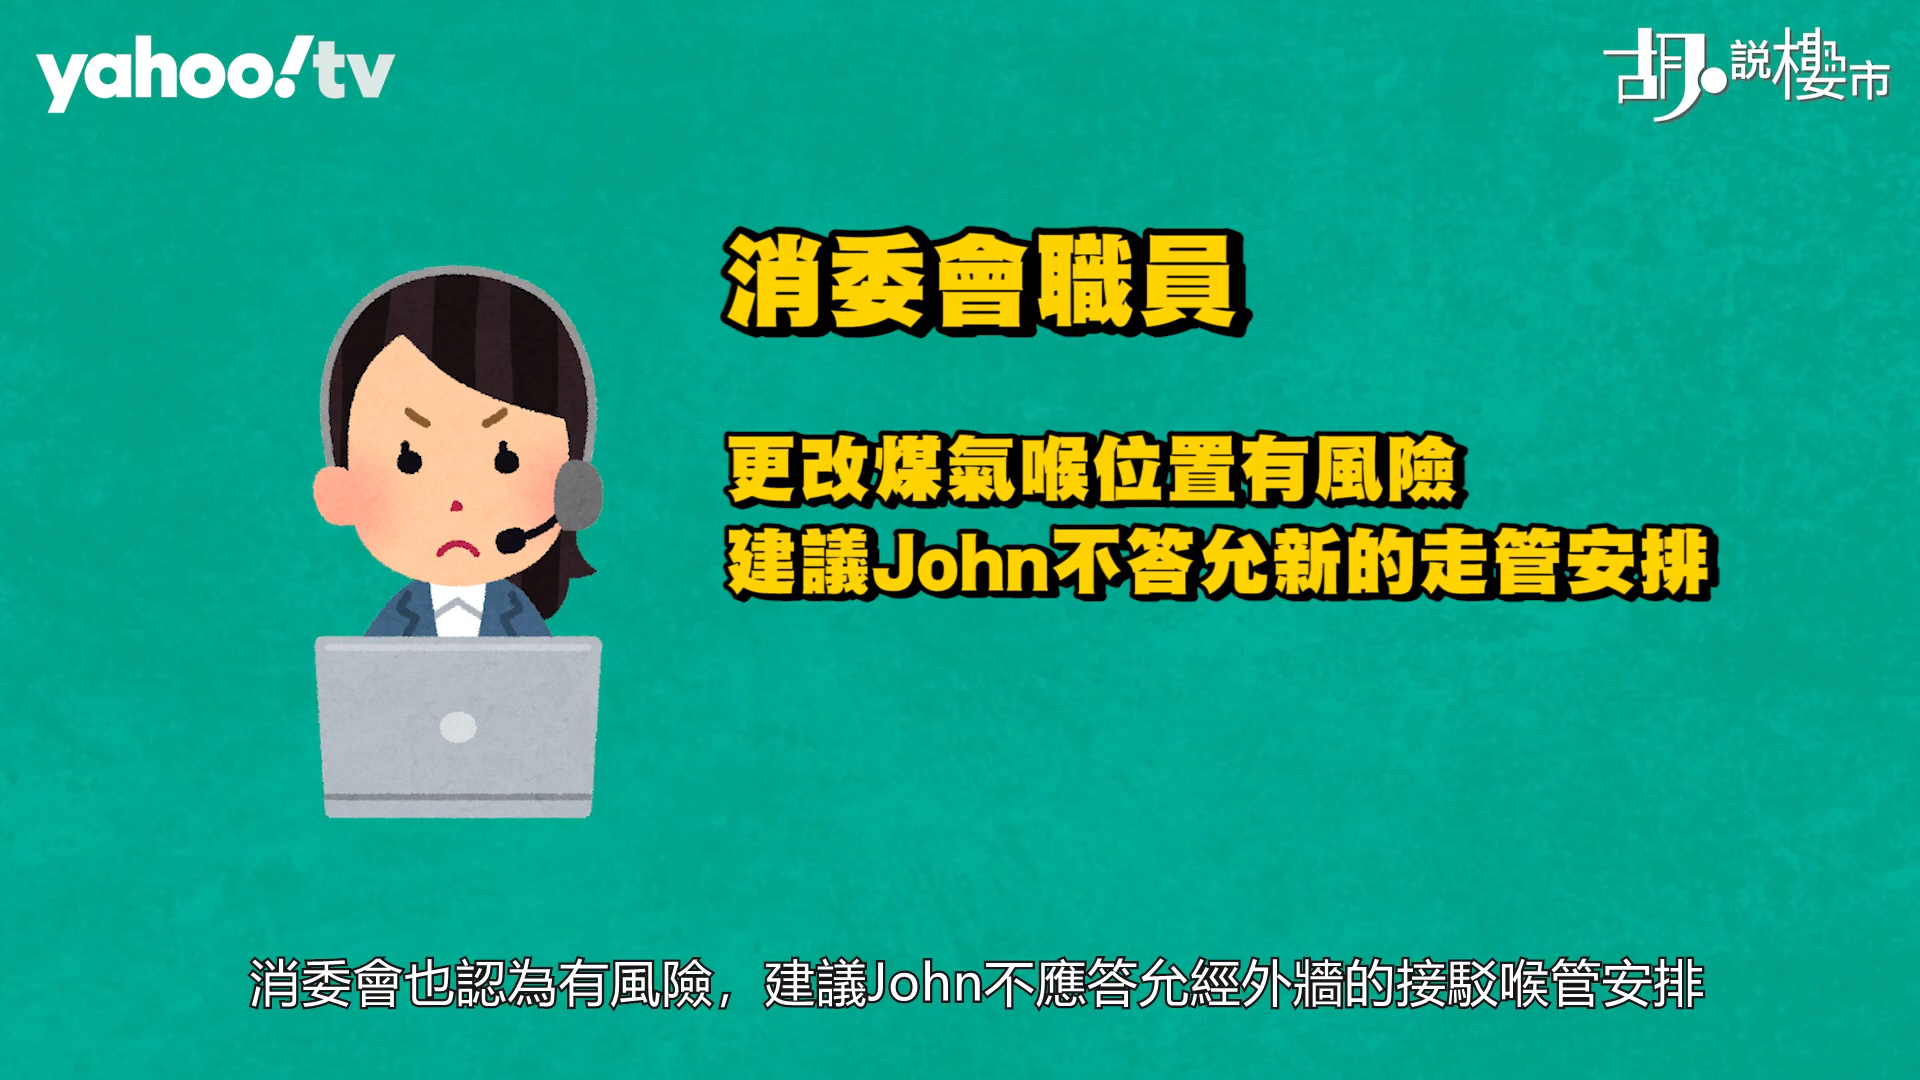 yahoo!tv
胡.説樓市
消委會職員
更改煤氣喉位置有風險
建議John不答允新的走管安排
消委會也認為有風險，建議John不應答允經外牆的接駁喉管安排